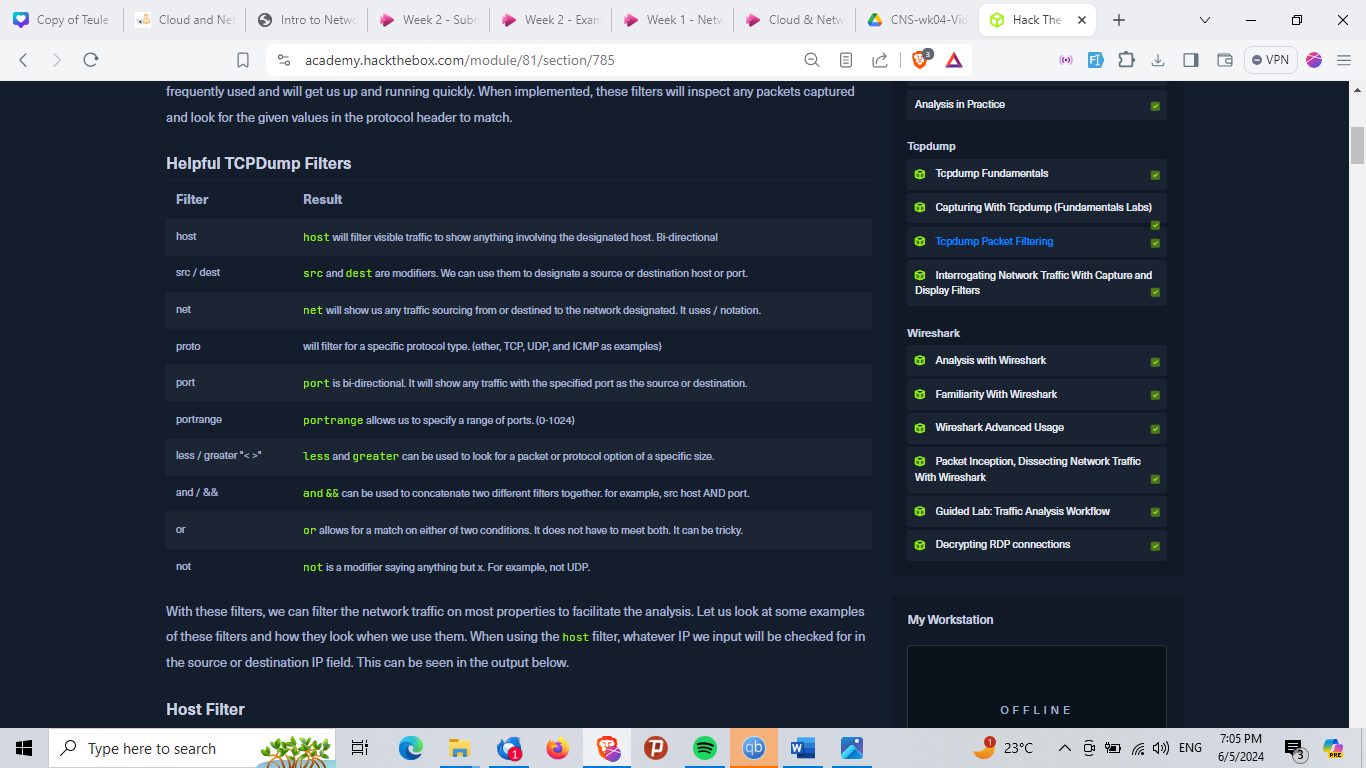 Copy of Teule
Cloud and Net
Intro to Netwo
Week 2 - Subn
Week 2 - Exam
Week 1 - Netw
Cloud & Netw
CNS-wk04-Vid
Hack The
academy.hackthebox.com/module/81/section/785
3
VPN
frequently used and will get us up and running quickly. When implemented, these filters will inspect any packets captured
and look for the given values in the protocol header to match.
Helpful TCPDump Filters
Filter Result
host host will filter visible traffic to show anything involving the designated host. Bi-directional
src / dest src and dest are modifiers. We can use them to designate a source or destination host or port.
net net will show us any traffic sourcing from or destined to the network designated. It uses / notation.
proto will filter for a specific protocol type. (ether, TCP, UDP, and ICMP as examples)
port port is bi-directional. It will show any traffic with the specified port as the source or destination.
portrange portrange allows us to specify a range of ports. (0-1024)
less / greater "< >" less and greater can be used to look for a packet or protocol option of a specific size.
and / && and && can be used to concatenate two different filters together. for example, src host AND port.
or or allows for a match on either of two conditions. It does not have to meet both. It can be tricky.
not not is a modifier saying anything but x. For example, not UDP.
With these filters, we can filter the network traffic on most properties to facilitate the analysis. Let us look at some examples
of these filters and how they look when we use them. When using the host filter, whatever IP we input will be checked for in
the source or destination IP field. This can be seen in the output below.
Host Filter
Analysis in Practice
Tcpdump
Tcpdump Fundamentals
Capturing With Tcpdump (Fundamentals Labs)
Tcpdump Packet Filtering
Interrogating Network Traffic With Capture and
Display Filters
Wireshark
Analysis with Wireshark
Familiarity With Wireshark
Wireshark Advanced Usage
Packet Inception, Dissecting Network Traffic
With Wireshark
Guided Lab: Traffic Analysis Workflow
Decrypting RDP connections
My Workstation
OFFLINE
Type here to search
1
qb
1
23°C
ENG
7:05 PM
6/5/2024
3
PRE